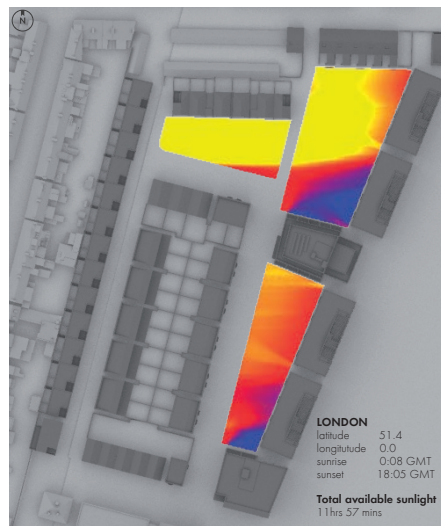 N
LONDON
latitude 51.4
longitutude 0.0
sunrise 0:08 GMT
sunset 18:05 GMT
Total available sunlight
11hrs 57 mins